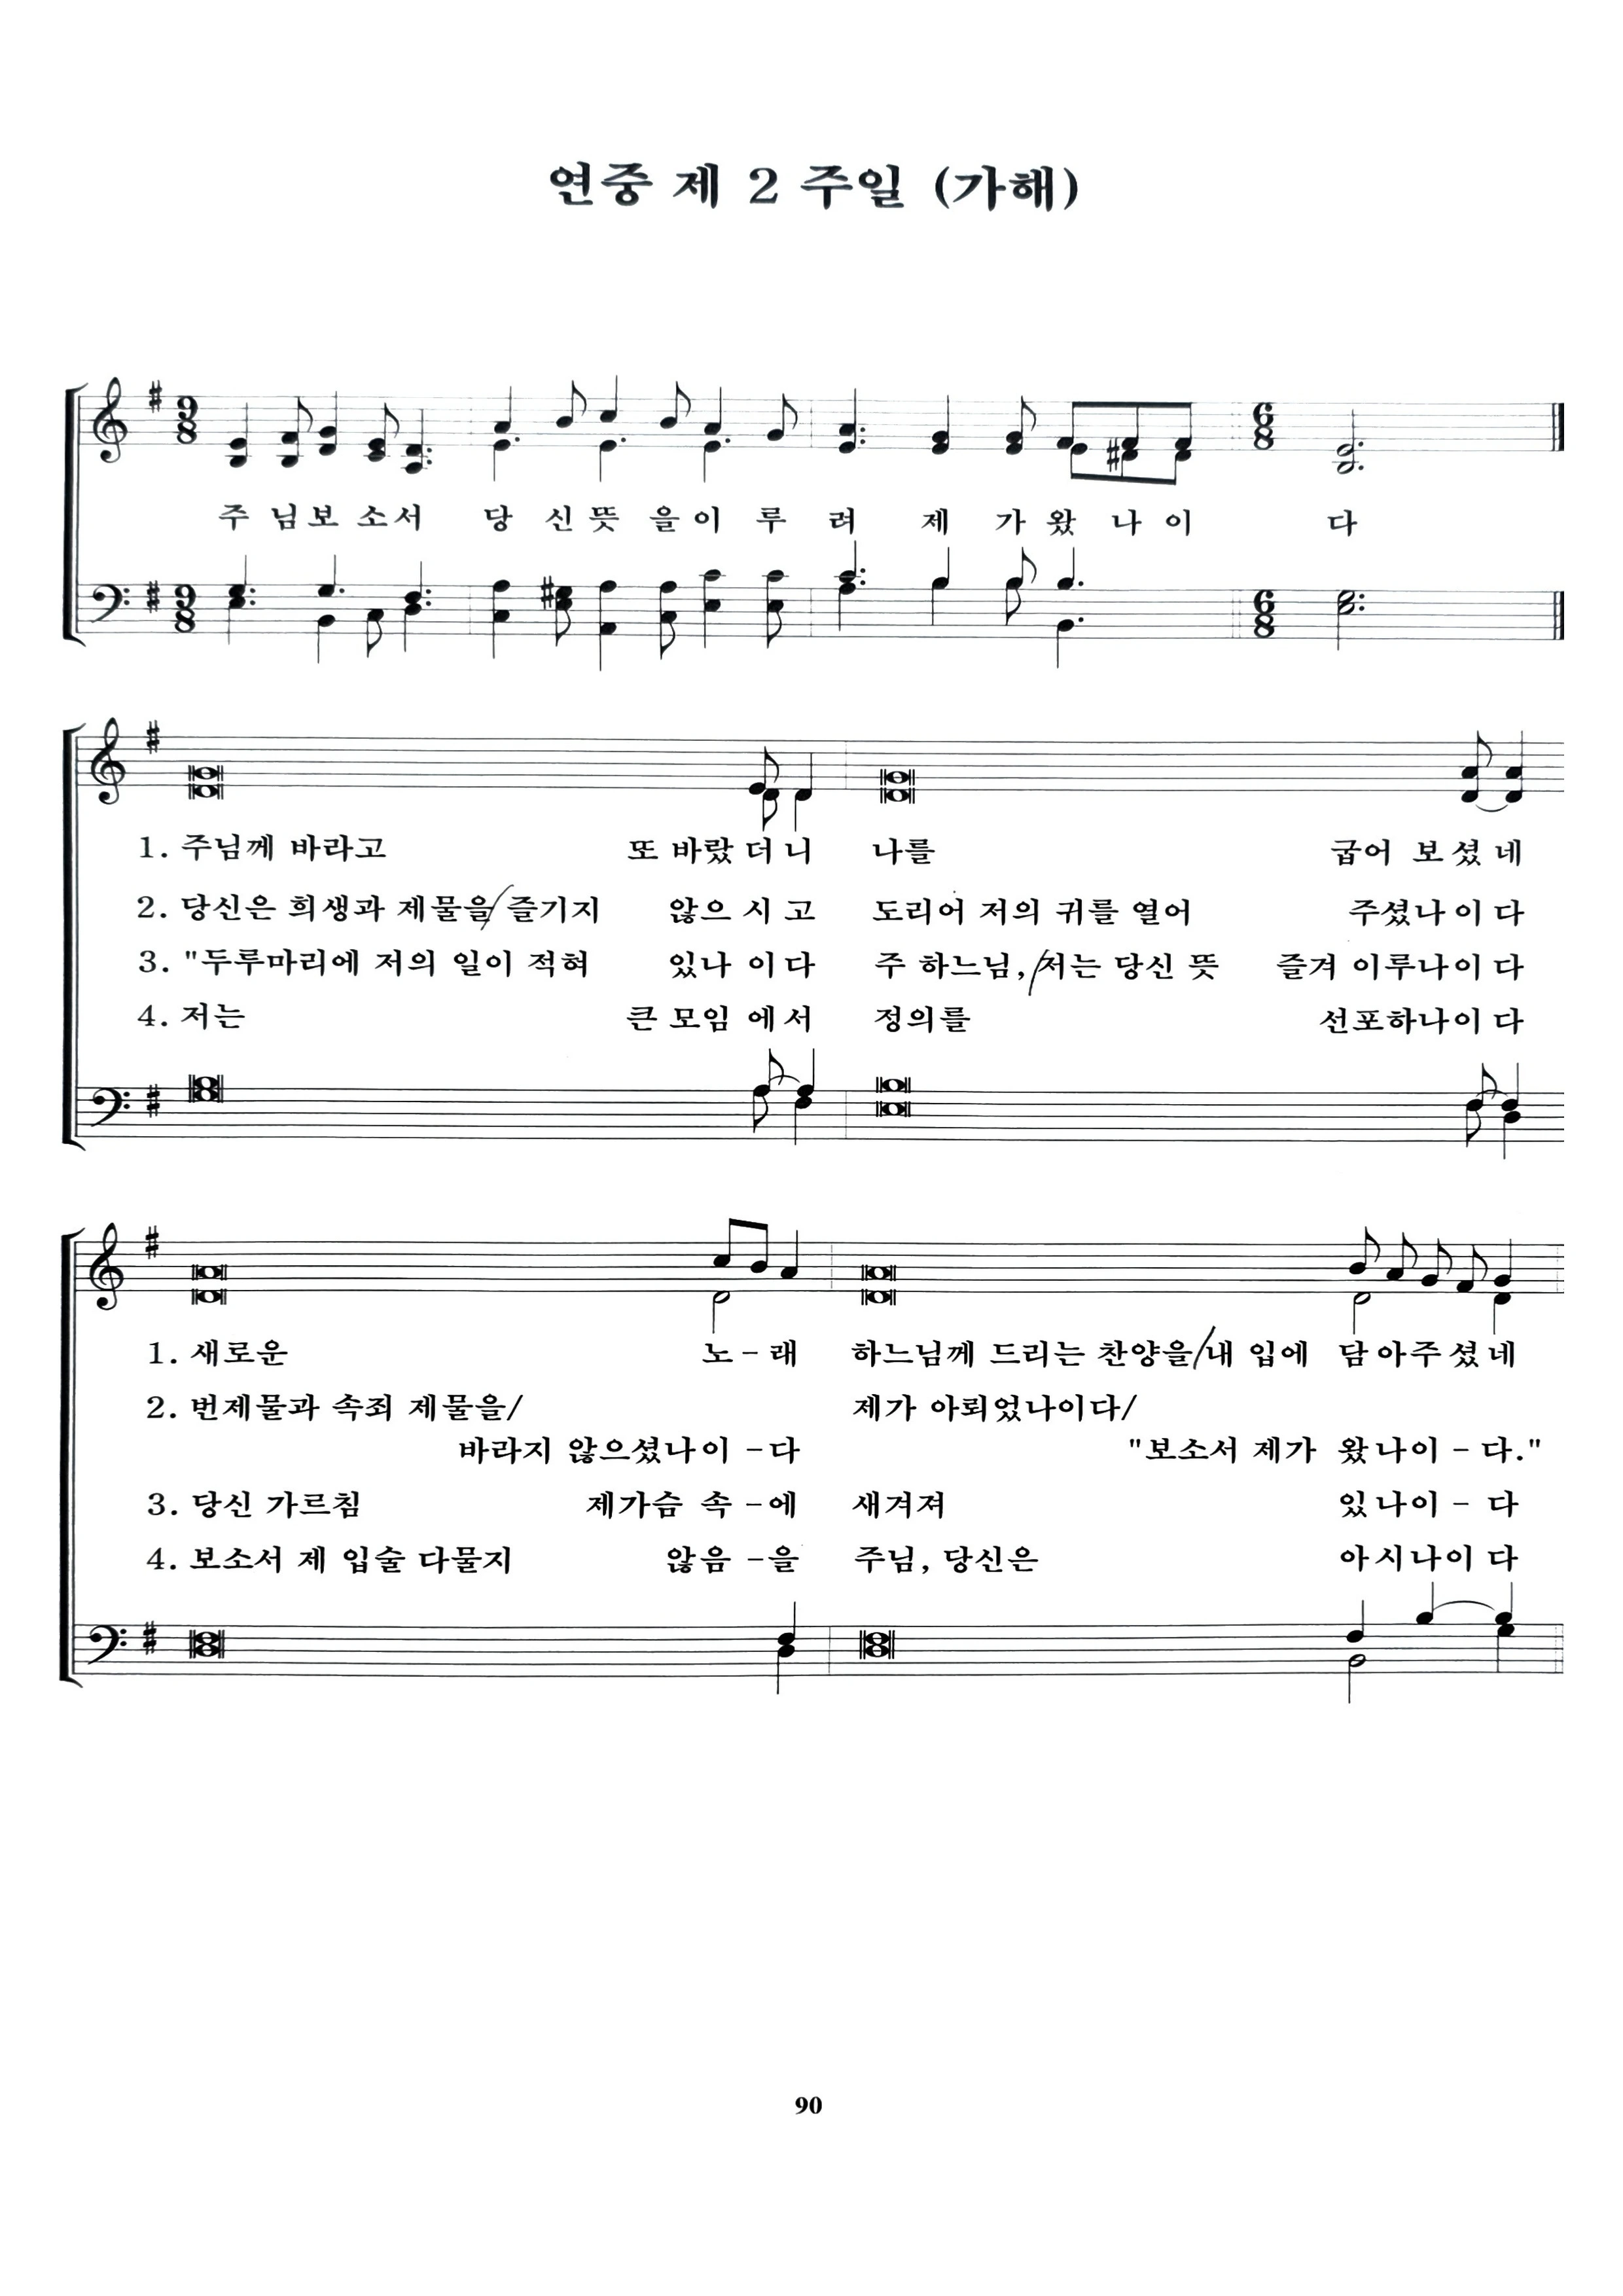 연중 제 2 주일 (가해)
9 8 6 8
주 님 보 소 서 당 신 뜻 을 이 루 려 제 가 왔 나 이 다
9 8 6 8
1. 주님께 바라고 또 바랐 더 니 나를 굽어 보 셨 네
2. 당신은 희생과 제물을/ 즐기지 않으 시 고 도리어 저의 귀를 열어 주셨나 이 다
3. "두루마리에 저의 일이 적혀 있나 이 다 주 하느님, /저는 당신 뜻 즐겨 이루나이 다
4. 저는 큰 모임 에 서 정의를 선포하나이 다
1. 새로운 노 - 래 하느님께 드리는 찬양을/내 입에 담 아 주 셨 네
2. 번제물과 속죄 제물을/ 제가 아뢰었나이다/
바라지 않으셨나이 - 다 "보소서 제가 왔 나 이 - 다."
3. 당신 가르침 제가슴 속 - 에 새겨져 있 나 이 - 다
4. 보소서 제 입술 다물지 않음 - 을 주님, 당신은 아 시 나 이 다
90